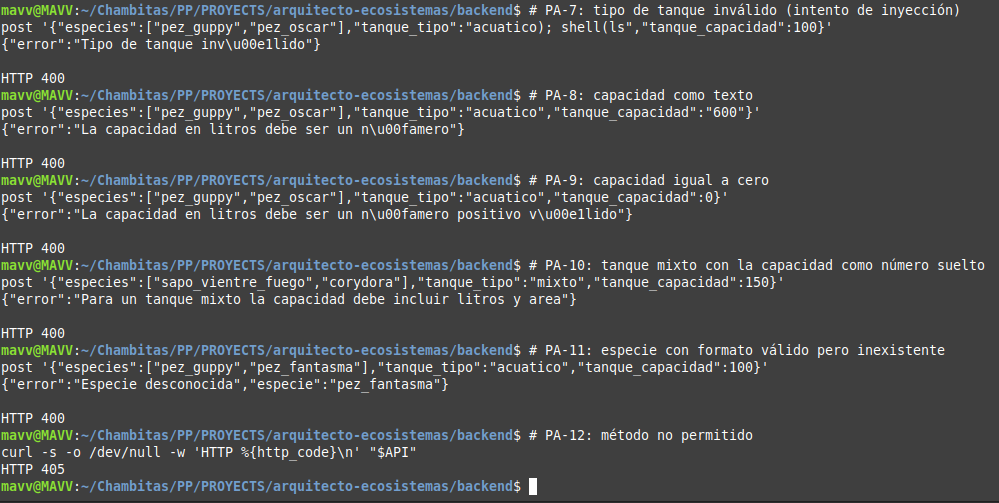 mavv@MAVV:~/Chambitas/PP/PROYECTS/arquitecto-ecosistemas/backend$ # PA-7: tipo de tanque inválido (intento de inyección)
post '{"especies":["pez_guppy","pez_oscar"],"tanque_tipo":"acuatico); shell(ls","tanque_capacidad":100}'
{"error":"Tipo de tanque inv\u00e1lido"}
HTTP 400
mavv@MAVV:~/Chambitas/PP/PROYECTS/arquitecto-ecosistemas/backend$ # PA-8: capacidad como texto
post '{"especies":["pez_guppy","pez_oscar"],"tanque_tipo":"acuatico","tanque_capacidad":"600"}'
{"error":"La capacidad en litros debe ser un n\u00famero"}
HTTP 400
mavv@MAVV:~/Chambitas/PP/PROYECTS/arquitecto-ecosistemas/backend$ # PA-9: capacidad igual a cero
post '{"especies":["pez_guppy","pez_oscar"],"tanque_tipo":"acuatico","tanque_capacidad":0}'
{"error":"La capacidad en litros debe ser un n\u00famero positivo v\u00e1lido"}
HTTP 400
mavv@MAVV:~/Chambitas/PP/PROYECTS/arquitecto-ecosistemas/backend$ # PA-10: tanque mixto con la capacidad como número suelto
post '{"especies":["sapo_vientre_fuego","corydora"],"tanque_tipo":"mixto","tanque_capacidad":150}'
{"error":"Para un tanque mixto la capacidad debe incluir litros y area"}
HTTP 400
mavv@MAVV:~/Chambitas/PP/PROYECTS/arquitecto-ecosistemas/backend$ # PA-11: especie con formato válido pero inexistente
post '{"especies":["pez_guppy","pez_fantasma"],"tanque_tipo":"acuatico","tanque_capacidad":100}'
{"error":"Especie desconocida","especie":"pez_fantasma"}
HTTP 400
mavv@MAVV:~/Chambitas/PP/PROYECTS/arquitecto-ecosistemas/backend$ # PA-12: método no permitido
curl -s -o /dev/null -w 'HTTP %{http_code}\n' "$API"
HTTP 405
mavv@MAVV:~/Chambitas/PP/PROYECTS/arquitecto-ecosistemas/backend$